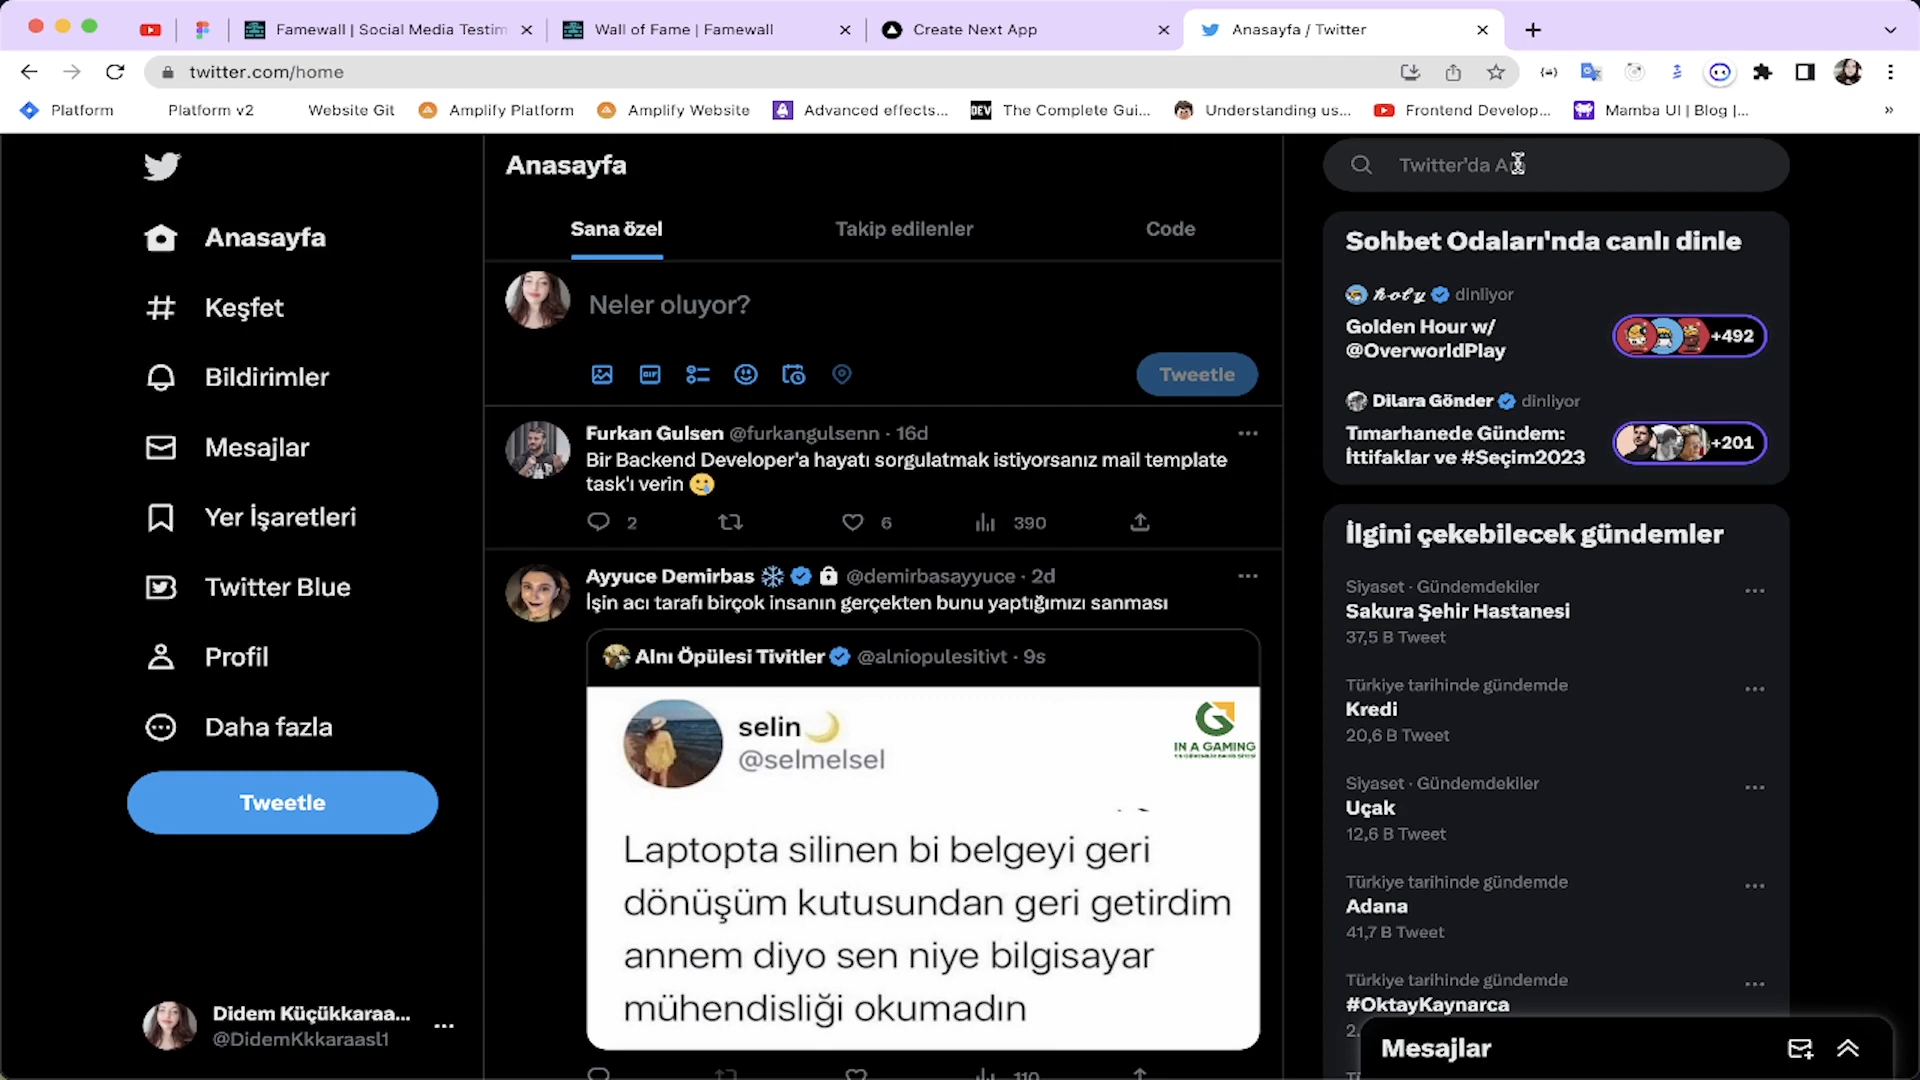 Famewall | Social Media Testim
Wall of Fame | Famewall
Create Next App
Anasayfa / Twitter
twitter.com/home
Platform
Platform v2
Website Git
Amplify Platform
Amplify Website
Advanced effects...
DEV
The Complete Gui...
Understanding us...
Frontend Develop...
Mamba UI | Blog |...
»
Anasayfa
Keşfet
Bildirimler
Mesajlar
Yer İşaretleri
Twitter Blue
Profil
Daha fazla
Tweetle
Didem Küçükkaraa...
@DidemKkkaraasl1
Anasayfa
Sana özel
Takip edilenler
Code
Neler oluyor?
GIF
Tweetle
Furkan Gulsen @furkangulsenn · 16d
Bir Backend Developer'a hayatı sorgulatmak istiyorsanız mail template
task'ı verin 🥲
2
6
390
Ayyuce Demirbas @demirbasayyuce · 2d
İşin acı tarafı birçok insanın gerçekten bunu yaptığımızı sanması
Alnı Öpülesi Tivitler @alniopulesitivt · 9s
selin🌙
@selmelsel
IN A GAMING
Laptopta silinen bi belgeyi geri
dönüşüm kutusundan geri getirdim
annem diyo sen niye bilgisayar
mühendisliği okumadın
110
Twitter'da Ara
Sohbet Odaları'nda canlı dinle
𝓱𝓸𝓵𝔂 dinliyor
Golden Hour w/
@OverworldPlay
+492
Dilara Gönder dinliyor
Tımarhanede Gündem:
İttifaklar ve #Seçim2023
+201
İlgini çekebilecek gündemler
Siyaset · Gündemdekiler
Sakura Şehir Hastanesi
37,5 B Tweet
Türkiye tarihinde gündemde
Kredi
20,6 B Tweet
Siyaset · Gündemdekiler
Uçak
12,6 B Tweet
Türkiye tarihinde gündemde
Adana
41,7 B Tweet
Türkiye tarihinde gündemde
#OktayKaynarca
Mesajlar